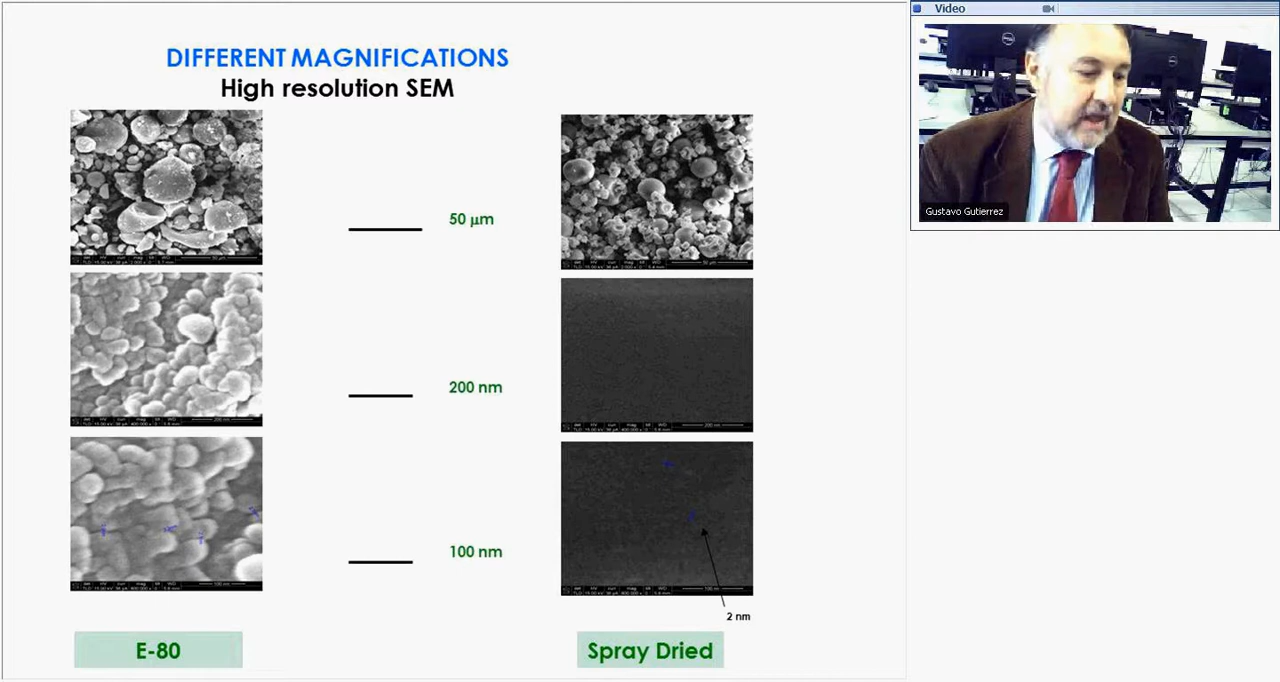 DIFFERENT MAGNIFICATIONS
High resolution SEM
50 µm
200 nm
100 nm
2 nm
E-80
Spray Dried
Video
Gustavo Gutierrez